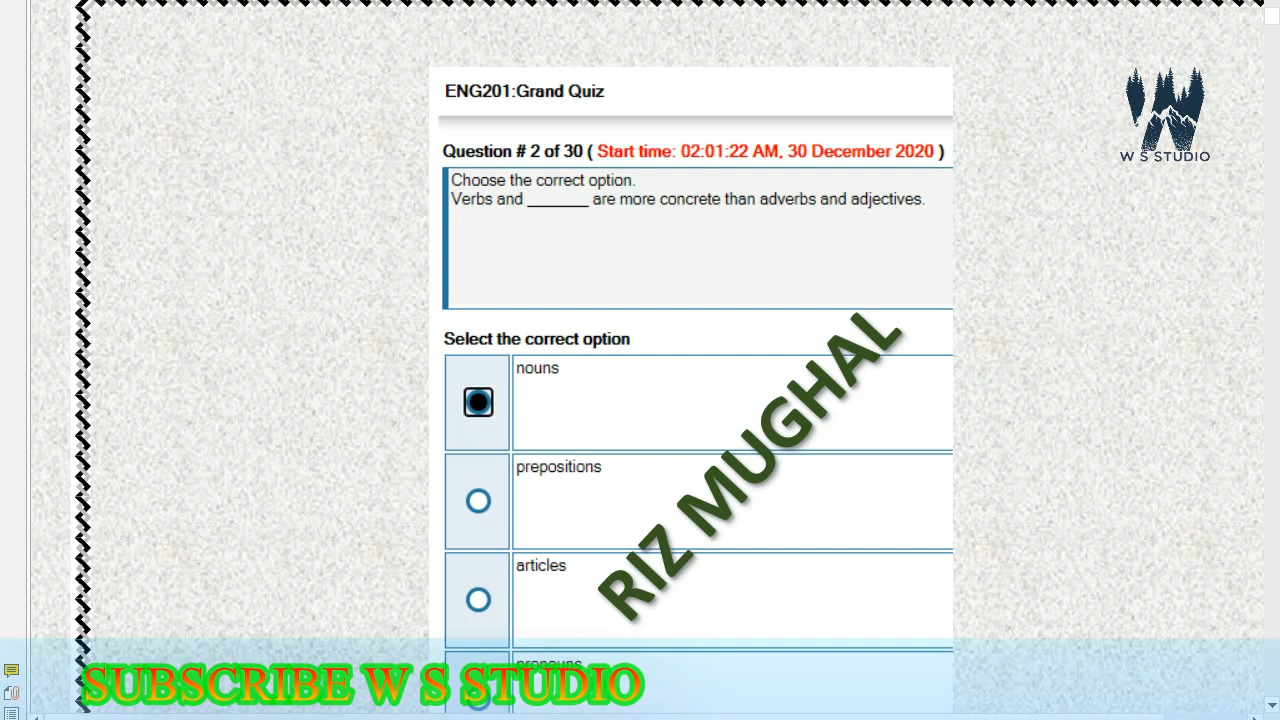 ENG201:Grand Quiz
W S STUDIO
Question # 2 of 30 ( Start time: 02:01:22 AM, 30 December 2020 )
Choose the correct option.
Verbs and _______ are more concrete than adverbs and adjectives.
Select the correct option
nouns
prepositions
articles
pronouns
RIZ MUGHAL
SUBSCRIBE W S STUDIO